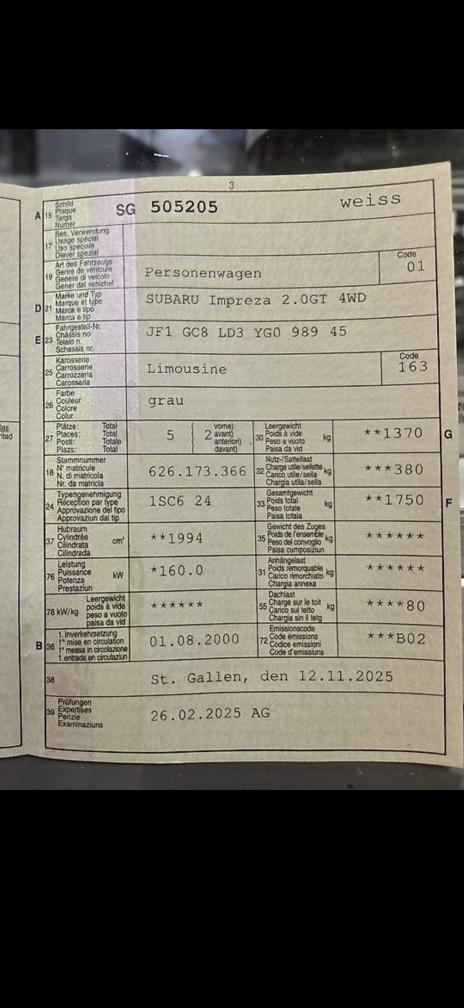 3
A 15 Schild
Plaque
Targa
Numer
SG 505205 weiss
17 Bes. Verwendung
Usage spécial
Uso speciale
Diever spezial
19 Art des Fahrzeugs
Genre de véhicule
Genere di veicolo
Gener dal vehichel
Personenwagen
Code
01
D 21 Marke und Typ
Marque et type
Marca e tipo
Marca e tip
SUBARU Impreza 2.0GT 4WD
E 23 Fahrgestell-Nr.
Châssis no
Telaio n.
Schassis nr.
JF1 GC8 LD3 YG0 989 45
25 Karosserie
Carrosserie
Carrozzeria
Carossaria
Limousine
Code
163
26 Farbe
Couleur
Colore
Colur
grau
27 Plätze: Total
Places: Total
Posti: Totale
Plazs: Total
5 (2 vorne)
avant)
anteriori)
davant)
30 Leergewicht
Poids à vide
Peso a vuoto
Paisa da vid
kg
**1370 G
18 Stammnummer
N° matricule
N. di matricola
Nr. da matricla
626.173.366
32 Nutz-/Sattellast
Charge utile/sellette
Carico utile/sella
Chargia utila/sella
kg
***380
24 Typengenehmigung
Réception par type
Approvazione del tipo
Approvaziun dal tip
1SC6 24
33 Gesamtgewicht
Poids total
Peso totale
Paisa totala
kg
**1750 F
37 Hubraum
Cylindrée
Cilindrata
Cilindrada
cm³
**1994
35 Gewicht des Zuges
Poids de l'ensemble
Peso del convoglio
Paisa cumposiziun
kg
******
76 Leistung
Puissance
Potenza
Prestaziun
kW
*160.0
31 Anhängelast
Poids remorquable
Carico rimorchiato
Chargia annexa
kg
******
78 kW/kg Leergewicht
poids à vide
peso a vuoto
paisa da vid
******
55 Dachlast
Charge sur le toit
Carico sul tetto
Chargia sin il tetg
kg
****80
B 36 1. Inverkehrsetzung
1re mise en circulation
1a messa in circolazione
1. entrada en circulaziun
01.08.2000
72 Emissionscode
Code émissions
Codice emissioni
Code d'emissiuns
***B02
38
St. Gallen, den 12.11.2025
39 Prüfungen
Expertises
Perizie
Examinaziuns
26.02.2025 AG